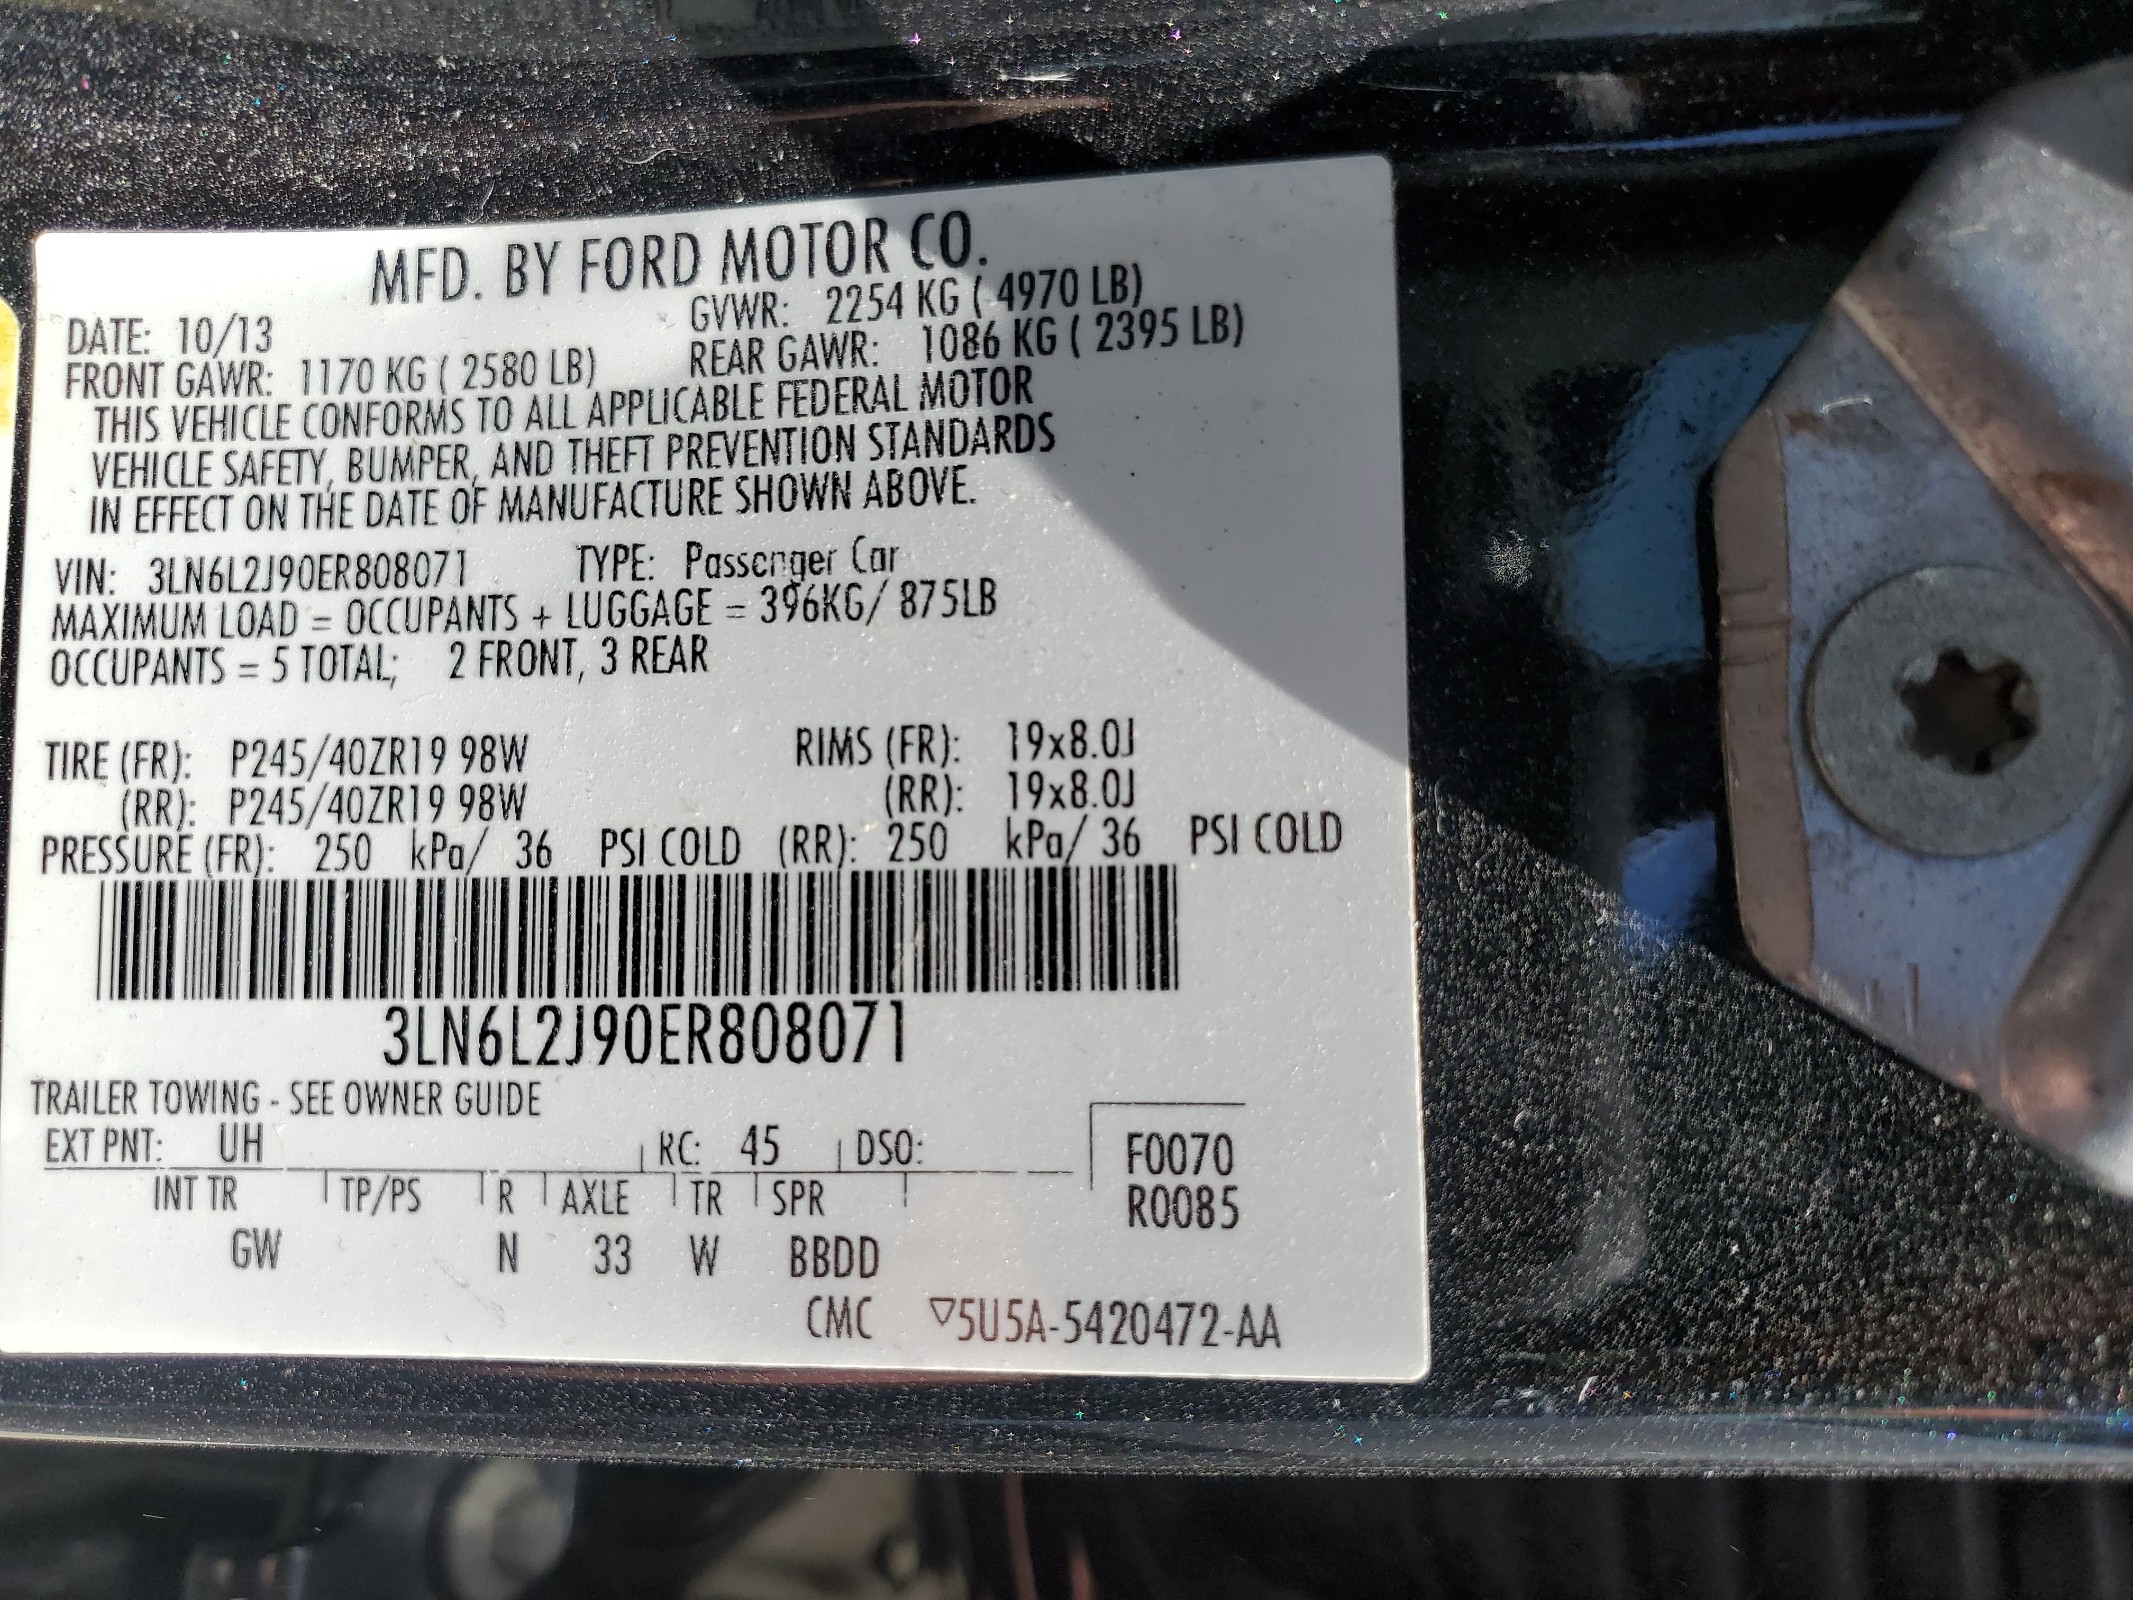 MFD. BY FORD MOTOR CO.
DATE: 10/13 GVWR: 2254 KG ( 4970 LB)
FRONT GAWR: 1170 KG ( 2580 LB) REAR GAWR: 1086 KG ( 2395 LB)
THIS VEHICLE CONFORMS TO ALL APPLICABLE FEDERAL MOTOR
VEHICLE SAFETY, BUMPER, AND THEFT PREVENTION STANDARDS
IN EFFECT ON THE DATE OF MANUFACTURE SHOWN ABOVE.
VIN: 3LN6L2J90ER808071 TYPE: Passenger Car
MAXIMUM LOAD = OCCUPANTS + LUGGAGE = 396KG/ 875LB
OCCUPANTS = 5 TOTAL; 2 FRONT, 3 REAR
TIRE (FR): P245/40ZR19 98W RIMS (FR): 19x8.0J
(RR): P245/40ZR19 98W (RR): 19x8.0J
PRESSURE (FR): 250 kPa/ 36 PSI COLD (RR): 250 kPa/ 36 PSI COLD
3LN6L2J90ER808071
TRAILER TOWING - SEE OWNER GUIDE
EXT PNT: UH RC: 45 DSO: F0070
INT TR TP/PS R AXLE TR SPR R0085
GW N 33 W BBDD
CMC ▽5U5A-5420472-AA